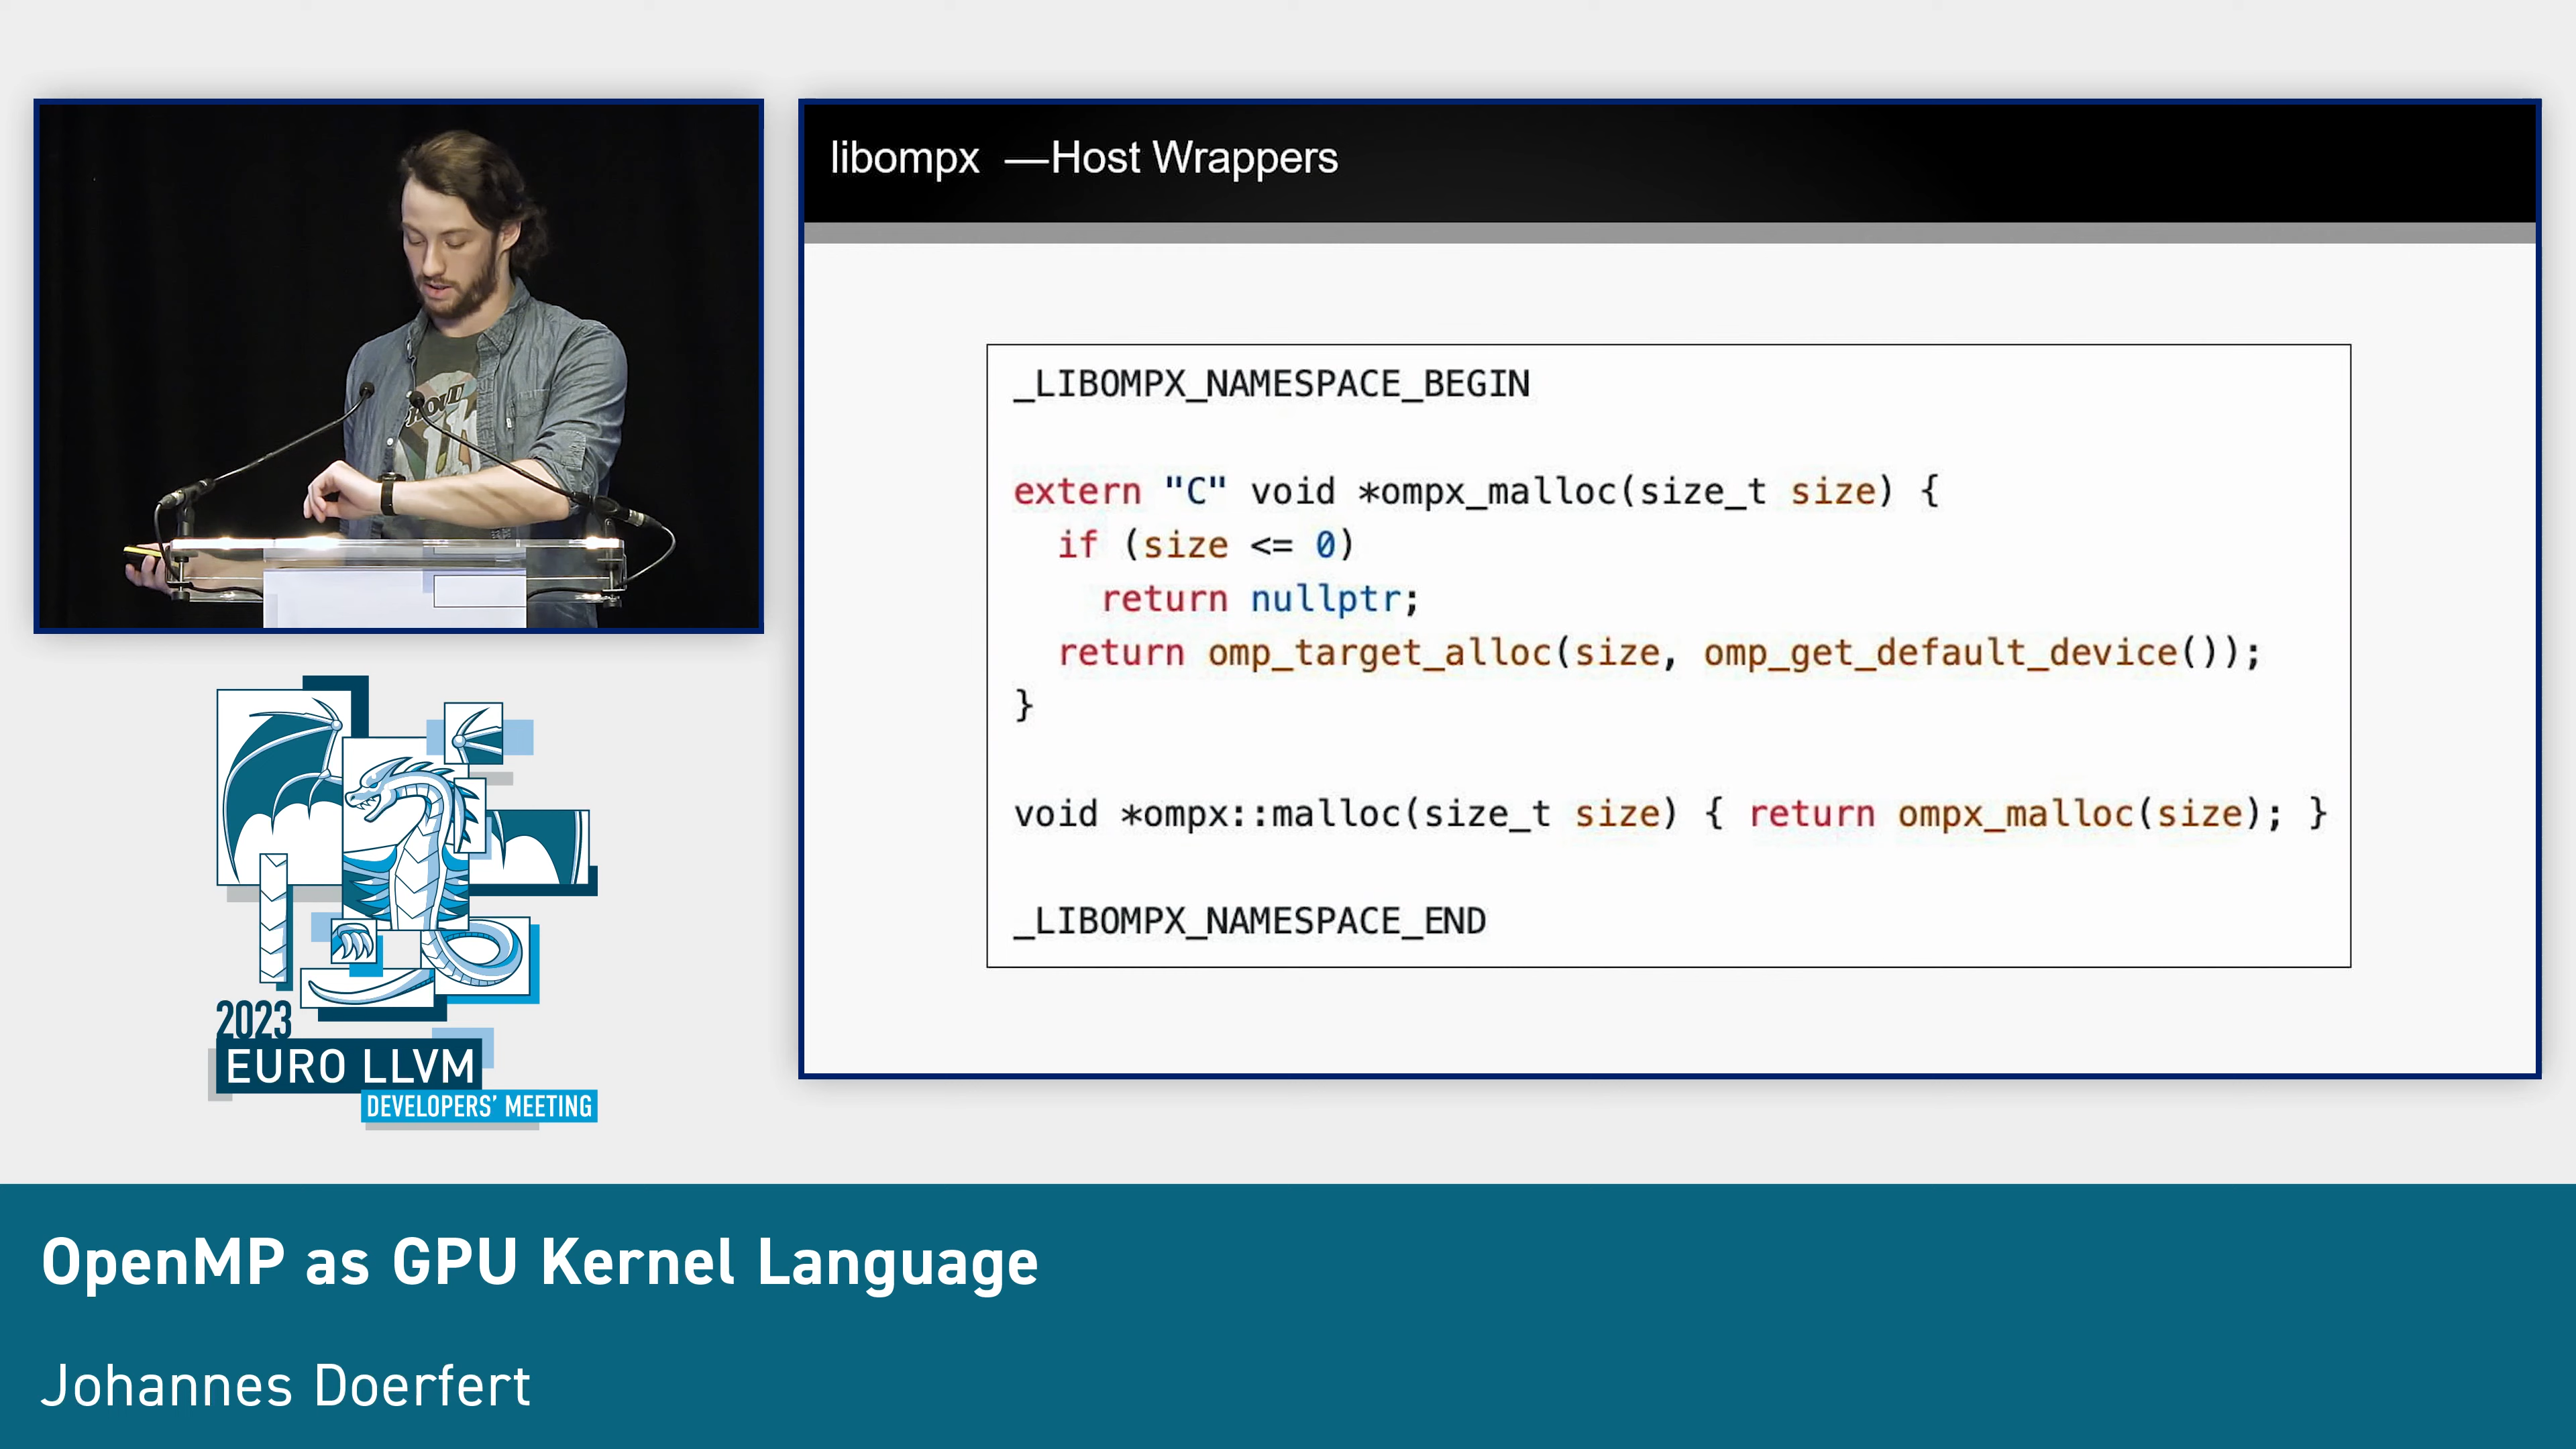 libompx —Host Wrappers
_LIBOMPX_NAMESPACE_BEGIN
extern "C" void *ompx_malloc(size_t size) {
if (size <= 0)
return nullptr;
return omp_target_alloc(size, omp_get_default_device());
}
void *ompx::malloc(size_t size) { return ompx_malloc(size); }
_LIBOMPX_NAMESPACE_END
2023
EURO LLVM
DEVELOPERS' MEETING
OpenMP as GPU Kernel Language
Johannes Doerfert